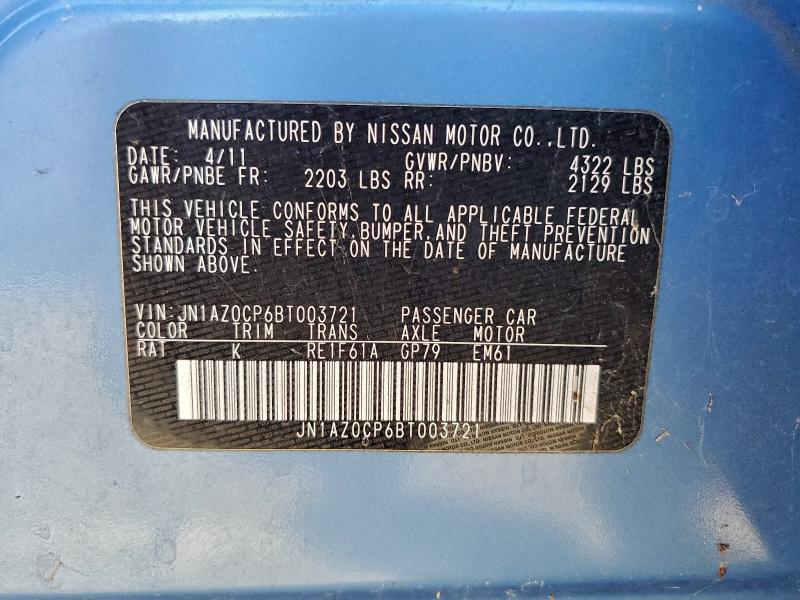 MANUFACTURED BY NISSAN MOTOR CO.,LTD.
DATE: 4/11 GVWR/PNBV: 4322 LBS
GAWR/PNBE FR: 2203 LBS RR: 2129 LBS
THIS VEHICLE CONFORMS TO ALL APPLICABLE FEDERAL
MOTOR VEHICLE SAFETY,BUMPER,AND THEFT PREVENTION
STANDARDS IN EFFECT ON THE DATE OF MANUFACTURE
SHOWN ABOVE.
VIN:JN1AZ0CP6BT003721 PASSENGER CAR
COLOR TRIM TRANS AXLE MOTOR
RAT K RE1F61A GP79 EM61
JN1AZ0CP6BT003721